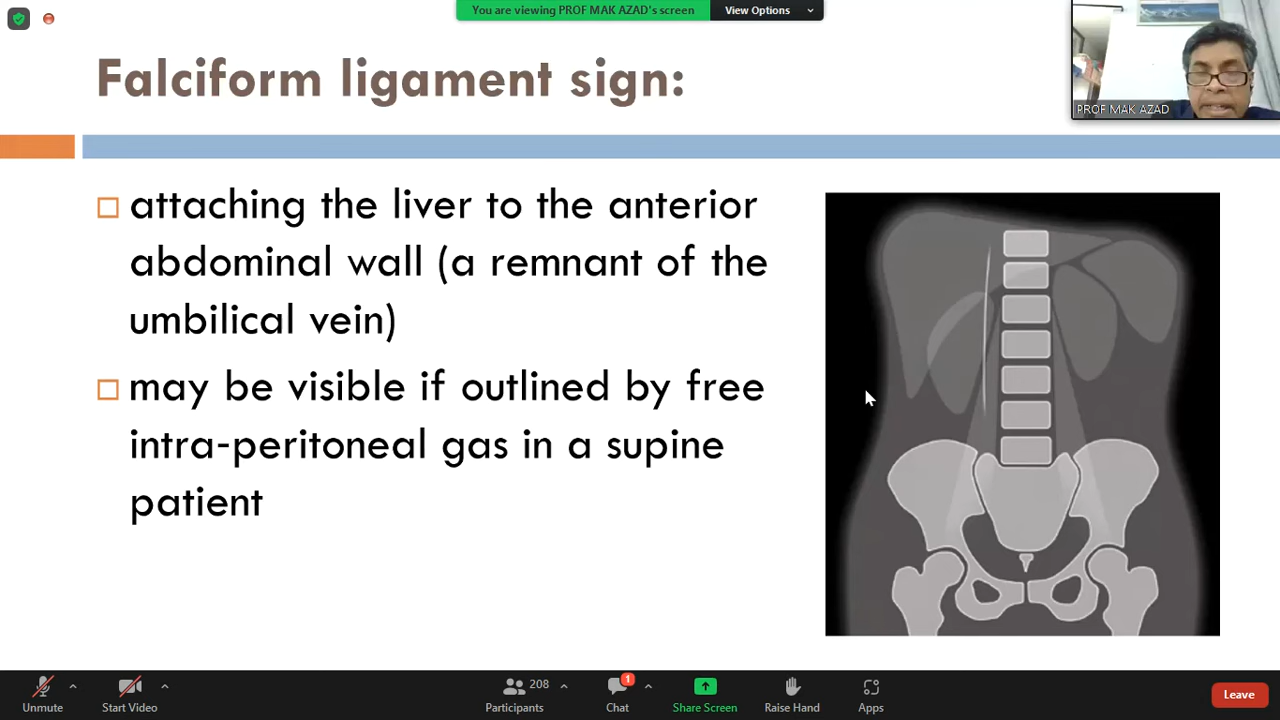 You are viewing PROF MAK AZAD's screen
View Options
Falciform ligament sign:
PROF MAK AZAD
attaching the liver to the anterior
abdominal wall (a remnant of the
umbilical vein)
may be visible if outlined by free
intra-peritoneal gas in a supine
patient
Unmute
Start Video
208
Participants
1
Chat
Share Screen
Raise Hand
Apps
Leave